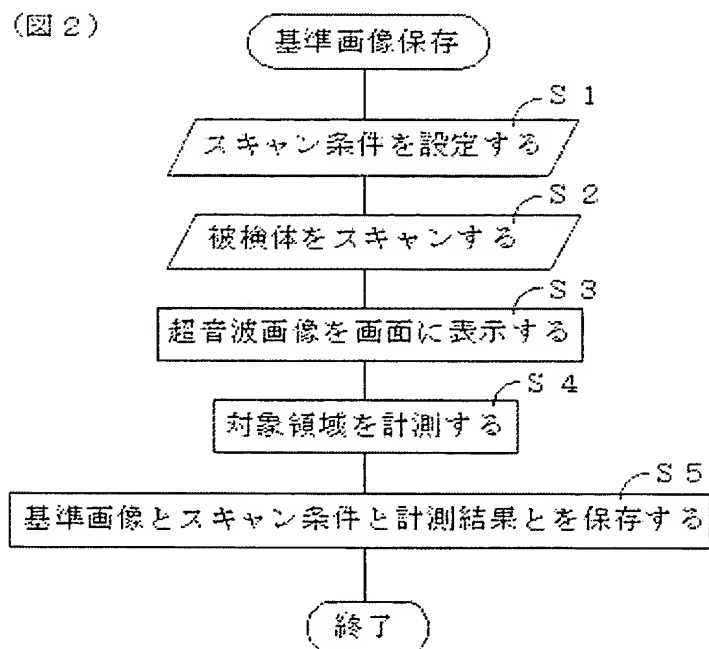 (図2)
基準画像保存
S1
スキャン条件を設定する
S2
被検体をスキャンする
S3
超音波画像を画面に表示する
S4
対象領域を計測する
S5
基準画像とスキャン条件と計測結果とを保存する
終了